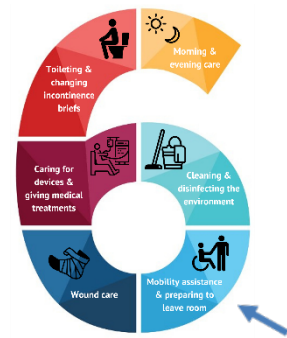 Morning &
evening care
Toileting &
changing
incontinence
briefs
Caring for
devices &
giving medical
treatments
Cleaning &
disinfecting the
environment
Wound care
Mobility assistance
& preparing to
leave room